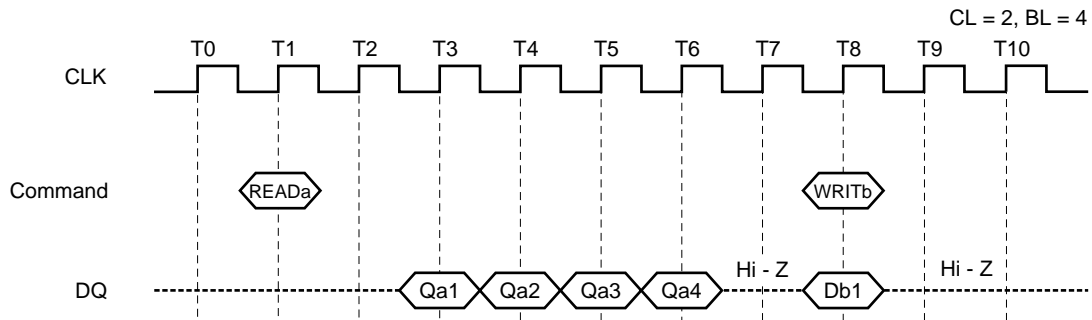 CL = 2, BL = 4
T0 T1 T2 T3 T4 T5 T6 T7 T8 T9 T10
CLK
Command READa WRITb
Hi - Z Hi - Z
DQ Qa1 Qa2 Qa3 Qa4 Db1